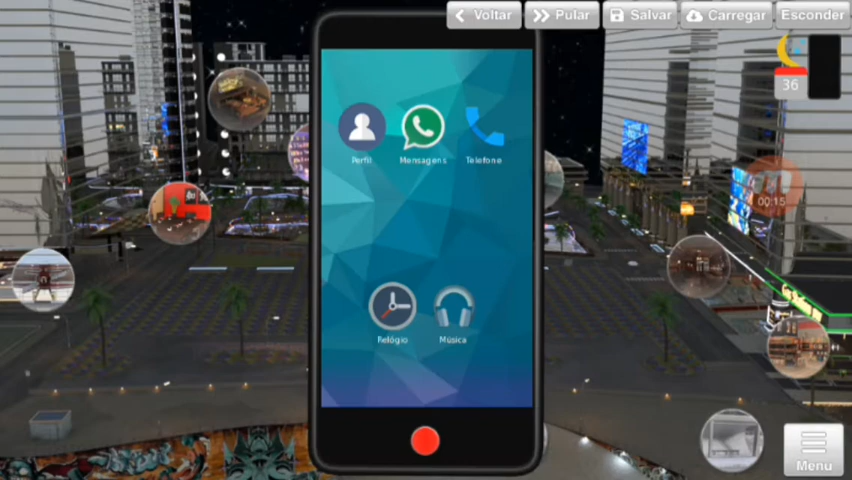 Voltar
Pular
Salvar
Carregar
Esconder
36
Perfil
Mensagens
Telefone
00:15
Relógio
Música
Menu